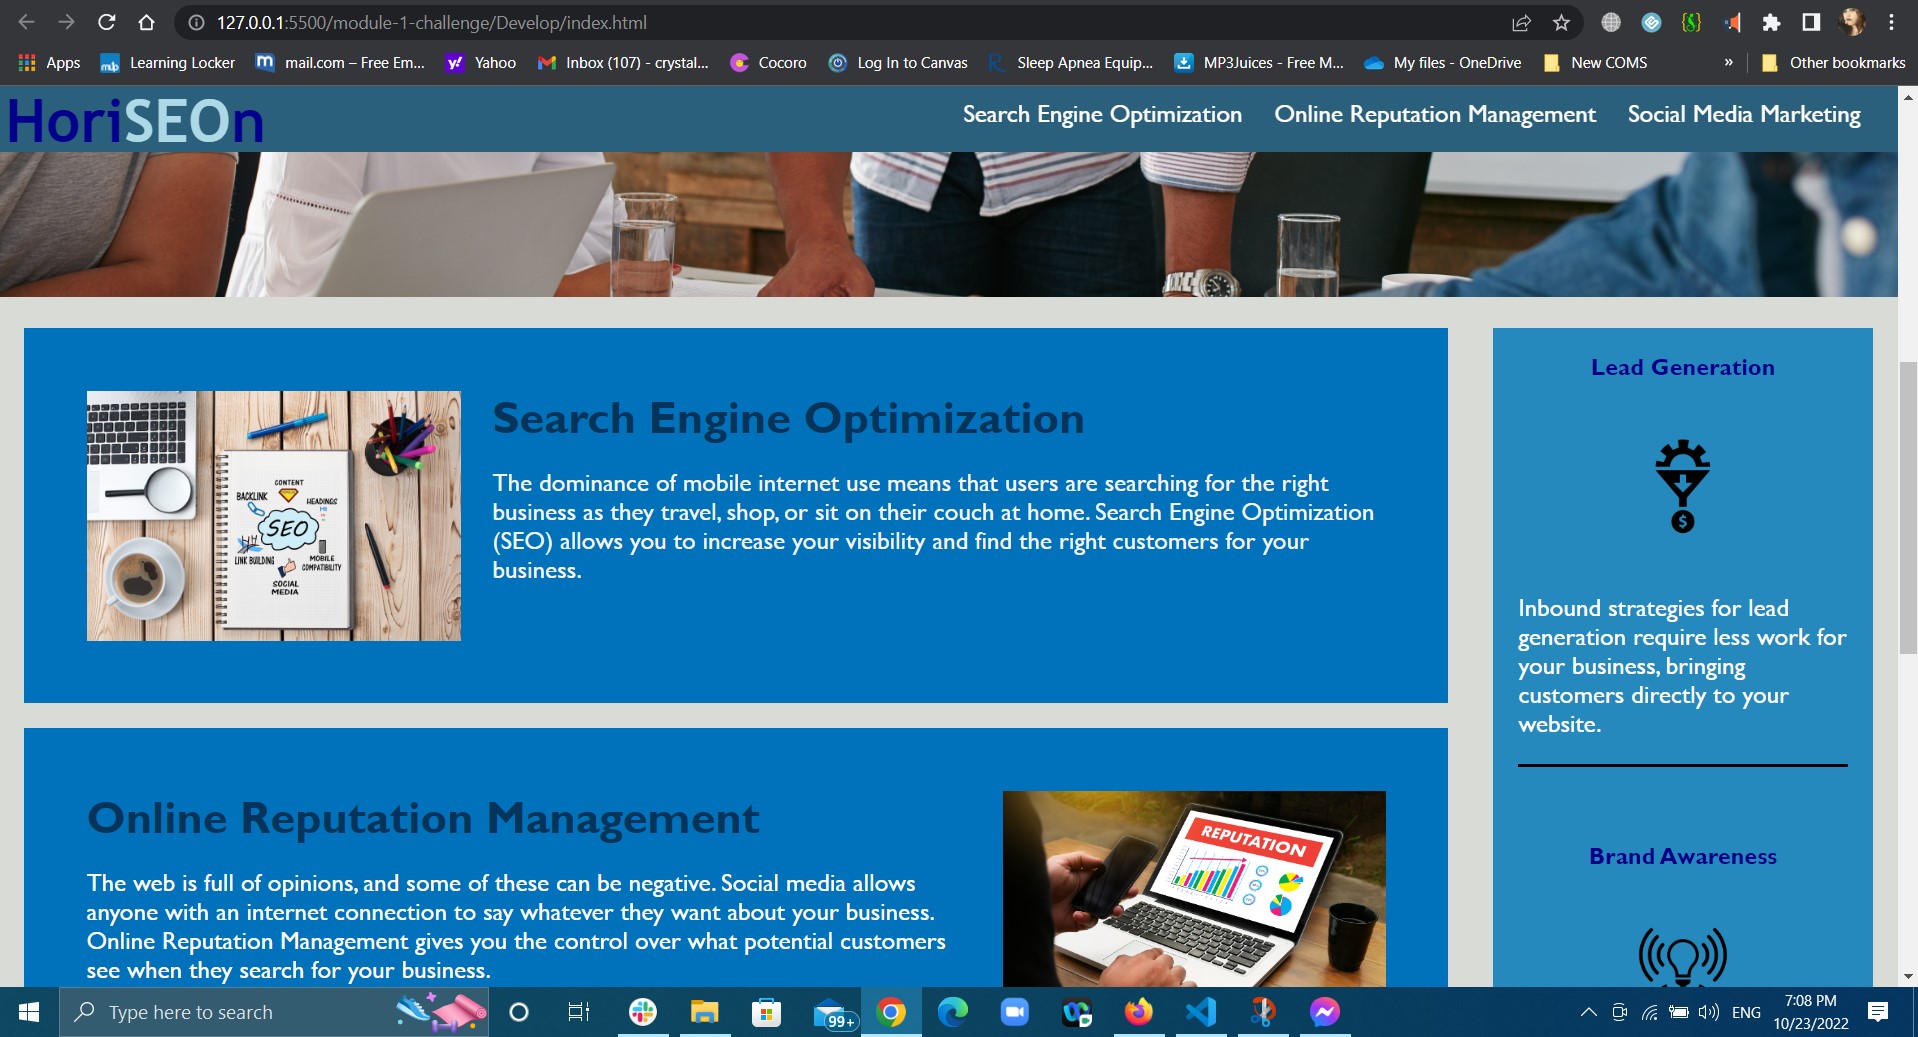 127.0.0.1:5500/module-1-challenge/Develop/index.html
Apps
Learning Locker
mail.com – Free Em...
Yahoo
Inbox (107) - crystal...
Cocoro
Log In to Canvas
Sleep Apnea Equip...
MP3Juices - Free M...
My files - OneDrive
New COMS
»
Other bookmarks
HoriSEOn
Search Engine Optimization
Online Reputation Management
Social Media Marketing
CONTENT
BACKLINK
HEADINGS
H1
SEO
LINK BUILDING
MOBILE
COMPATIBILITY
SOCIAL
MEDIA
Search Engine Optimization
The dominance of mobile internet use means that users are searching for the right
business as they travel, shop, or sit on their couch at home. Search Engine Optimization
(SEO) allows you to increase your visibility and find the right customers for your
business.
Lead Generation
$
Inbound strategies for lead
generation require less work for
your business, bringing
customers directly to your
website.
Online Reputation Management
The web is full of opinions, and some of these can be negative. Social media allows
anyone with an internet connection to say whatever they want about your business.
Online Reputation Management gives you the control over what potential customers
see when they search for your business.
REPUTATION
Brand Awareness
Type here to search
99+
ENG
7:08 PM
10/23/2022